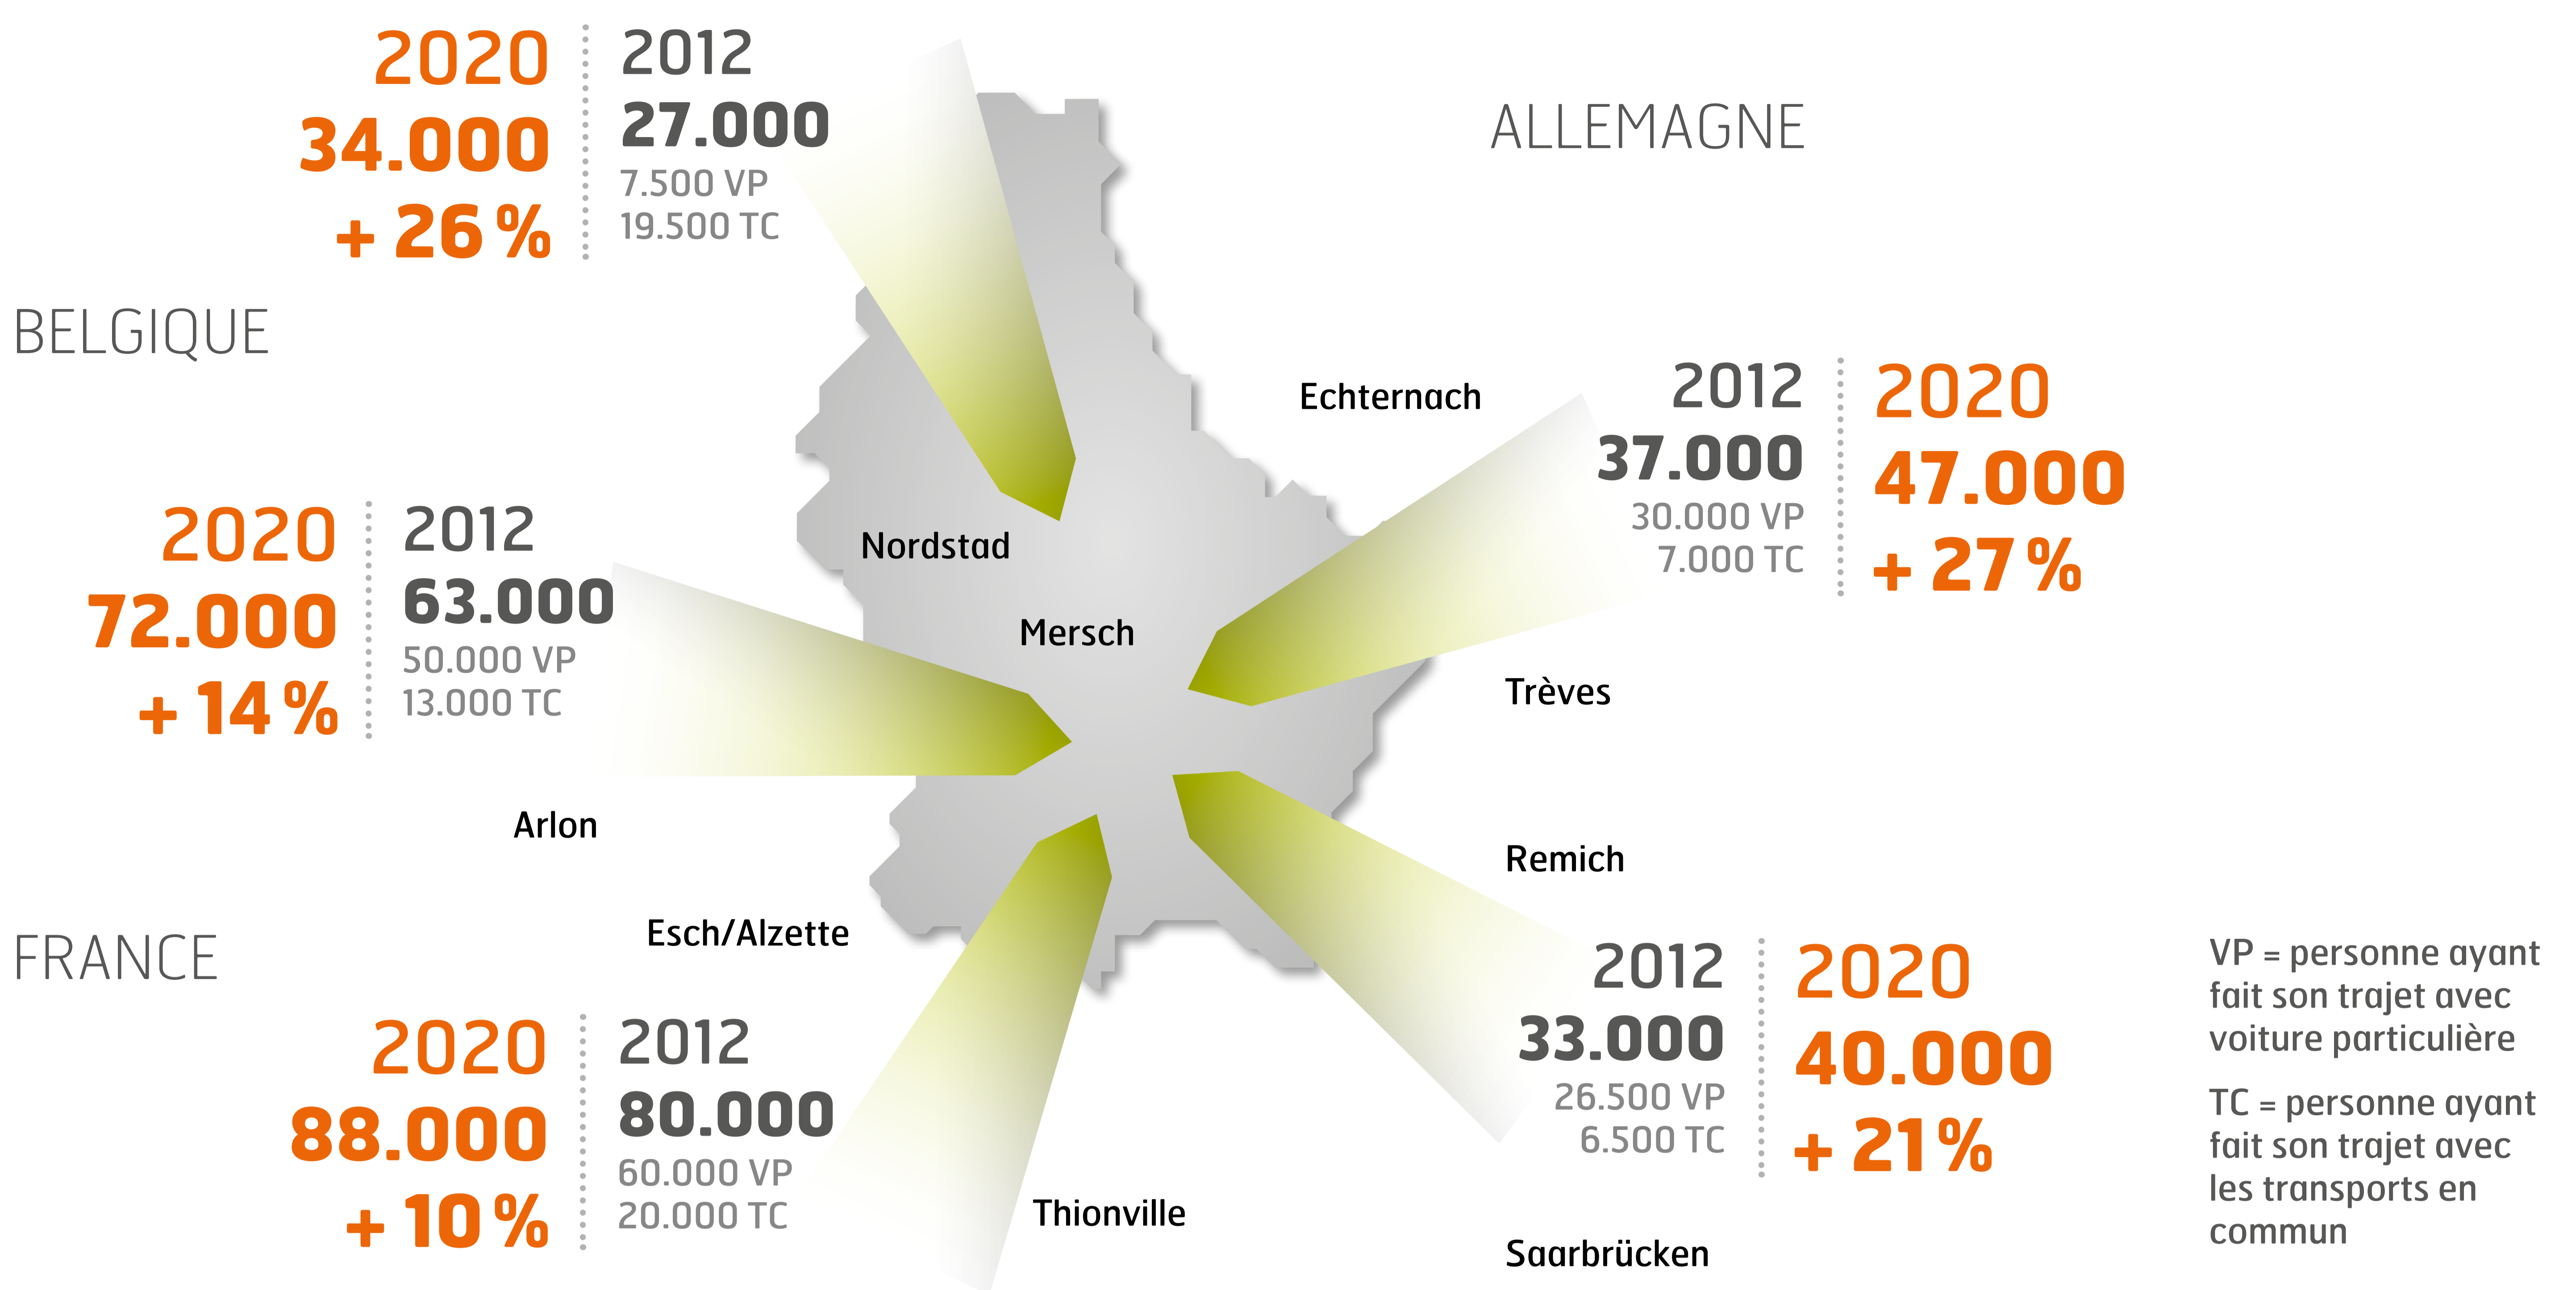 2020
34.000
+ 26 %
2012
27.000
7.500 VP
19.500 TC
ALLEMAGNE
BELGIQUE
Echternach
2012
37.000
30.000 VP
7.000 TC
2020
47.000
+ 27 %
2020
72.000
+ 14 %
2012
63.000
50.000 VP
13.000 TC
Nordstad
Mersch
Trèves
Arlon
Remich
Esch/Alzette
FRANCE
2020
88.000
+ 10 %
2012
80.000
60.000 VP
20.000 TC
Thionville
2012
33.000
26.500 VP
6.500 TC
2020
40.000
+ 21 %
Saarbrücken
VP = personne ayant
fait son trajet avec
voiture particulière
TC = personne ayant
fait son trajet avec
les transports en
commun